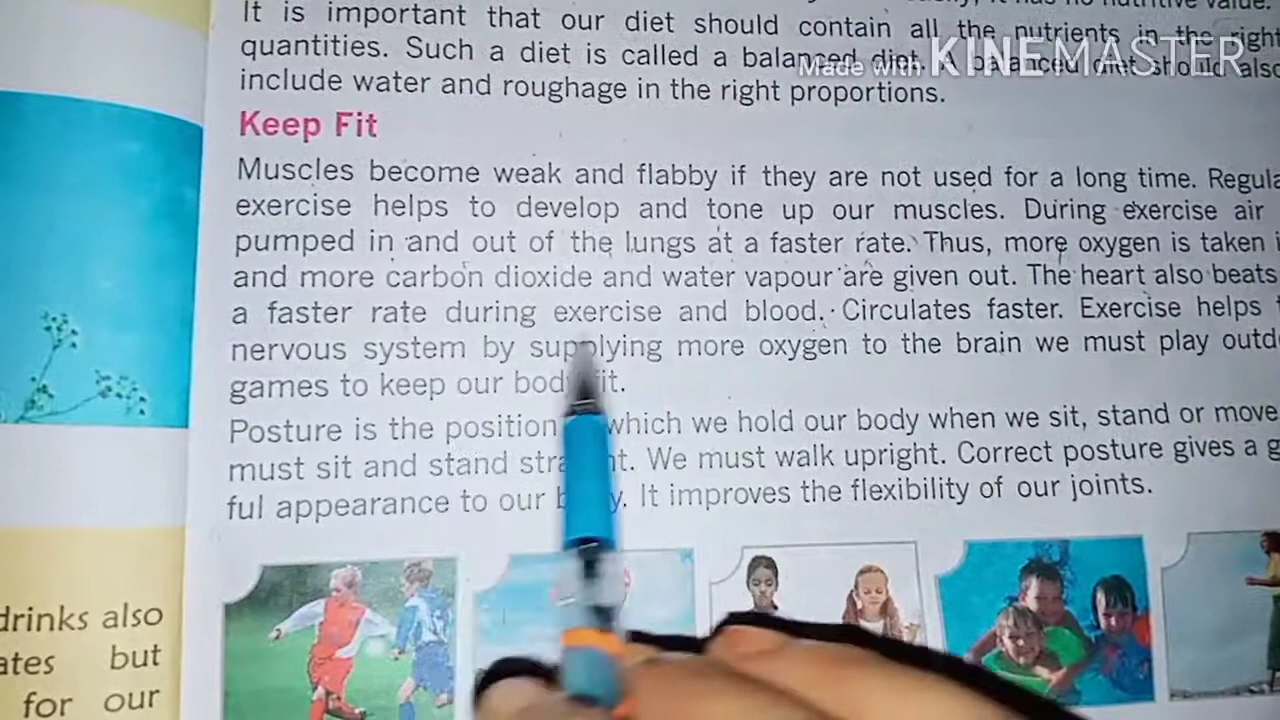 It is important that our diet should contain all the nutrients in the right
quantities. Such a diet is called a balanced diet. A balanced diet should also
include water and roughage in the right proportions.
Made with KINEMASTER
Keep Fit
Muscles become weak and flabby if they are not used for a long time. Regula
exercise helps to develop and tone up our muscles. During exercise air
pumped in and out of the lungs at a faster rate. Thus, more oxygen is taken i
and more carbon dioxide and water vapour are given out. The heart also beats
a faster rate during exercise and blood. Circulates faster. Exercise helps
nervous system by supplying more oxygen to the brain we must play outd
games to keep our body fit.
Posture is the position which we hold our body when we sit, stand or move
must sit and stand We must walk upright. Correct posture gives a g
ful appearance to our It improves the flexibility of our joints.
drinks also
ates but
for our